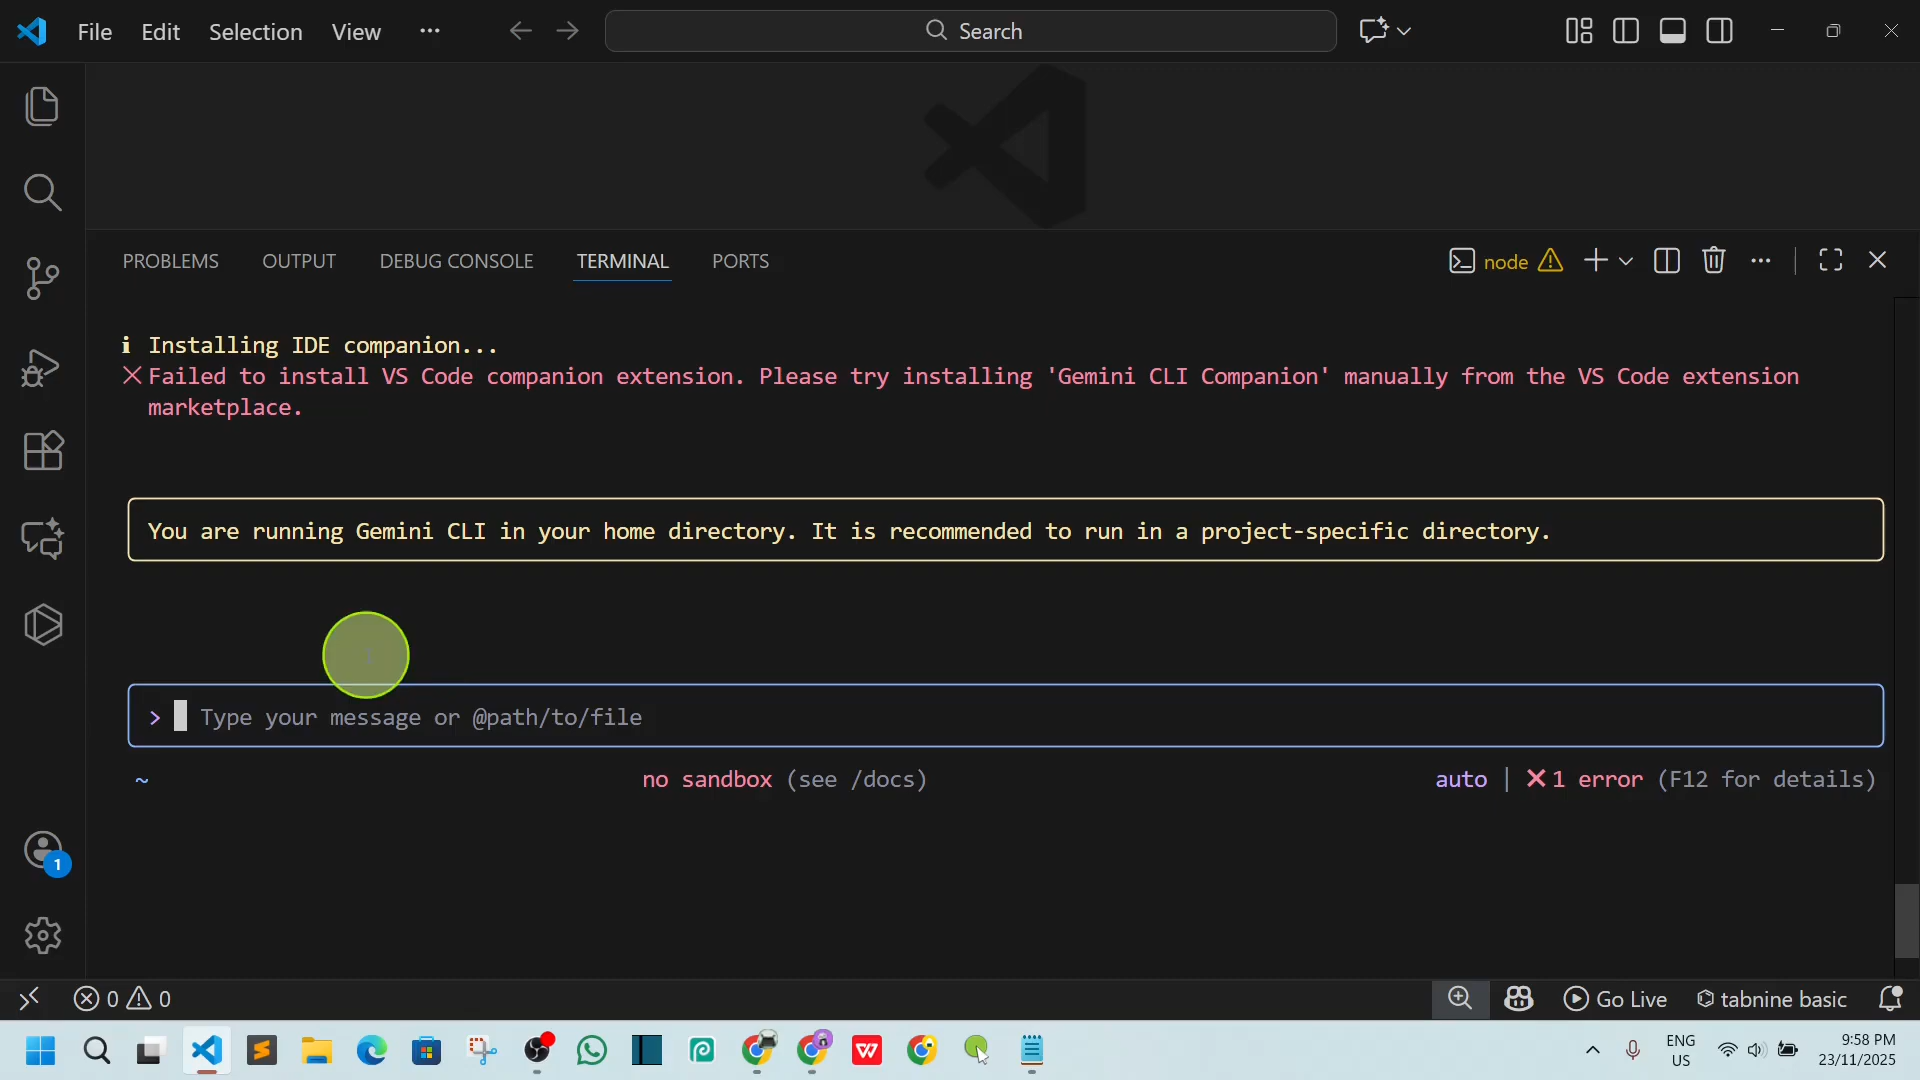 File Edit Selection View ···
Search
PROBLEMS OUTPUT DEBUG CONSOLE TERMINAL PORTS
node
i Installing IDE companion...
✕ Failed to install VS Code companion extension. Please try installing 'Gemini CLI Companion' manually from the VS Code extension
marketplace.
You are running Gemini CLI in your home directory. It is recommended to run in a project-specific directory.
> Type your message or @path/to/file
~ no sandbox (see /docs) auto | ✕ 1 error (F12 for details)
1
0 0 Go Live tabnine basic
ENG
US
9:58 PM
23/11/2025